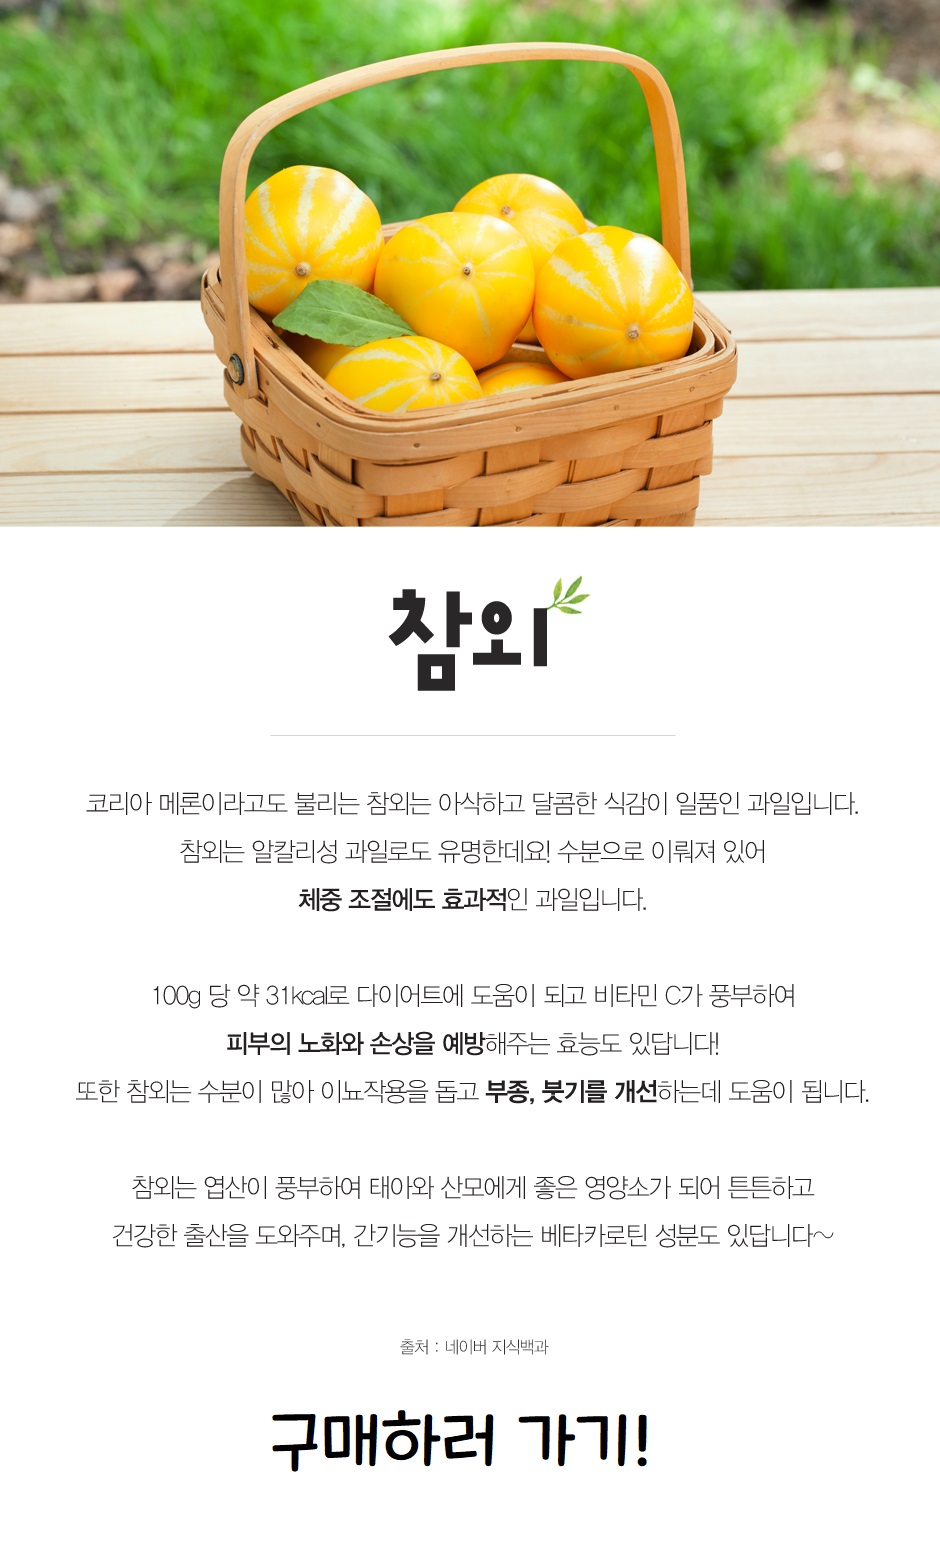 참외
코리아 메론이라고도 불리는 참외는 아삭하고 달콤한 식감이 일품인 과일입니다.
참외는 알칼리성 과일로도 유명한데요! 수분으로 이뤄져 있어
체중 조절에도 효과적인 과일입니다.
100g 당 약 31kcal로 다이어트에 도움이 되고 비타민 C가 풍부하여
피부의 노화와 손상을 예방해주는 효능도 있답니다!
또한 참외는 수분이 많아 이뇨작용을 돕고 부종, 붓기를 개선하는데 도움이 됩니다.
참외는 엽산이 풍부하여 태아와 산모에게 좋은 영양소가 되어 튼튼하고
건강한 출산을 도와주며, 간기능을 개선하는 베타카로틴 성분도 있답니다~
출처 : 네이버 지식백과
구매하러 가기!